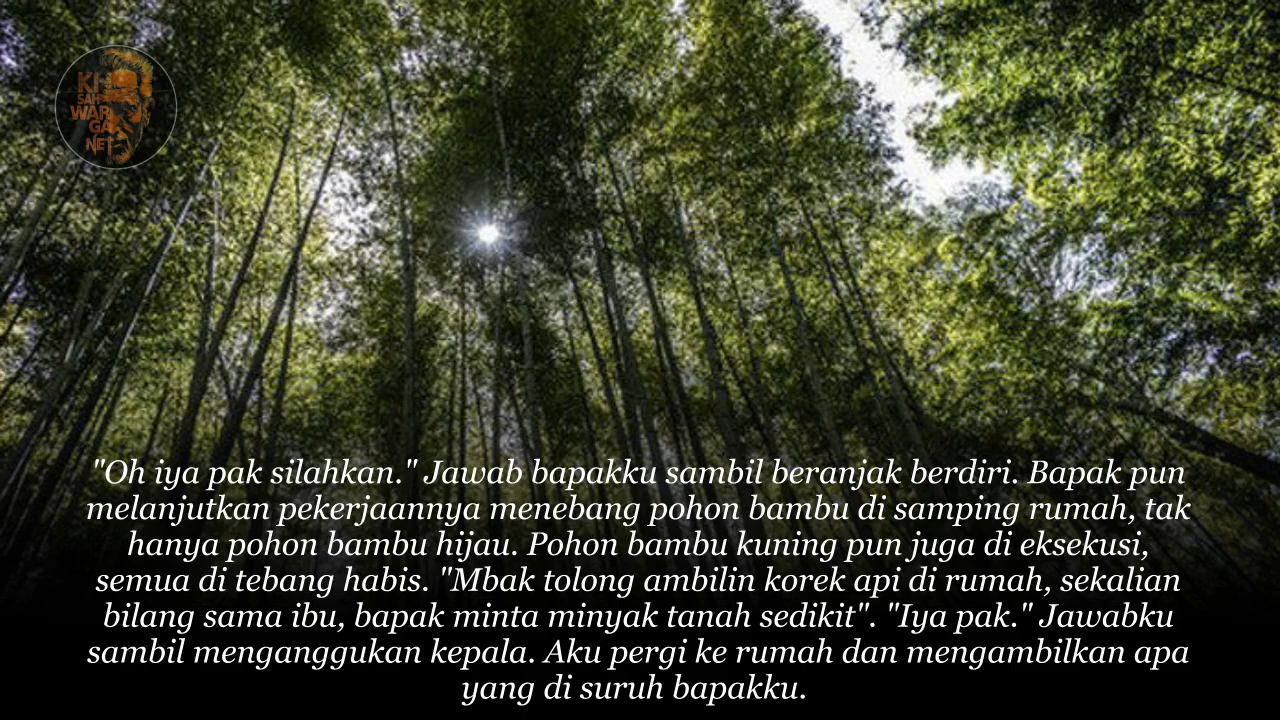 KI
SAH
WAR
GA
NET
"Oh iya pak silahkan." Jawab bapakku sambil beranjak berdiri. Bapak pun
melanjutkan pekerjaannya menebang pohon bambu di samping rumah, tak
hanya pohon bambu hijau. Pohon bambu kuning pun juga di eksekusi,
semua di tebang habis. "Mbak tolong ambilin korek api di rumah, sekalian
bilang sama ibu, bapak minta minyak tanah sedikit". "Iya pak." Jawabku
sambil menganggukan kepala. Aku pergi ke rumah dan mengambilkan apa
yang di suruh bapakku.